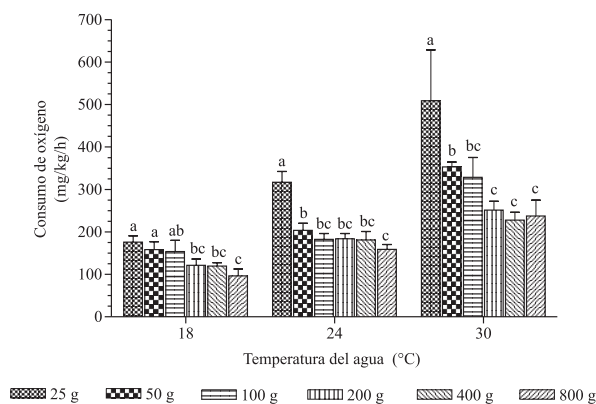 700
600
500
400
300
200
100
0
Consumo de oxígeno
(mg/kg/h)
a a ab bc bc c
a b bc bc bc c
a b bc c c c
18 24 30
Temperatura del agua (°C)
25 g 50 g 100 g 200 g 400 g 800 g